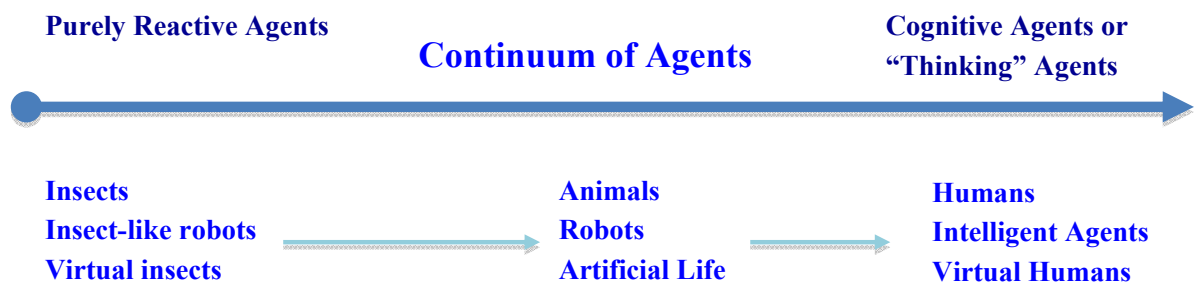 Purely Reactive Agents
Continuum of Agents
Cognitive Agents or
“Thinking” Agents
Insects
Insect-like robots
Virtual insects
Animals
Robots
Artificial Life
Humans
Intelligent Agents
Virtual Humans